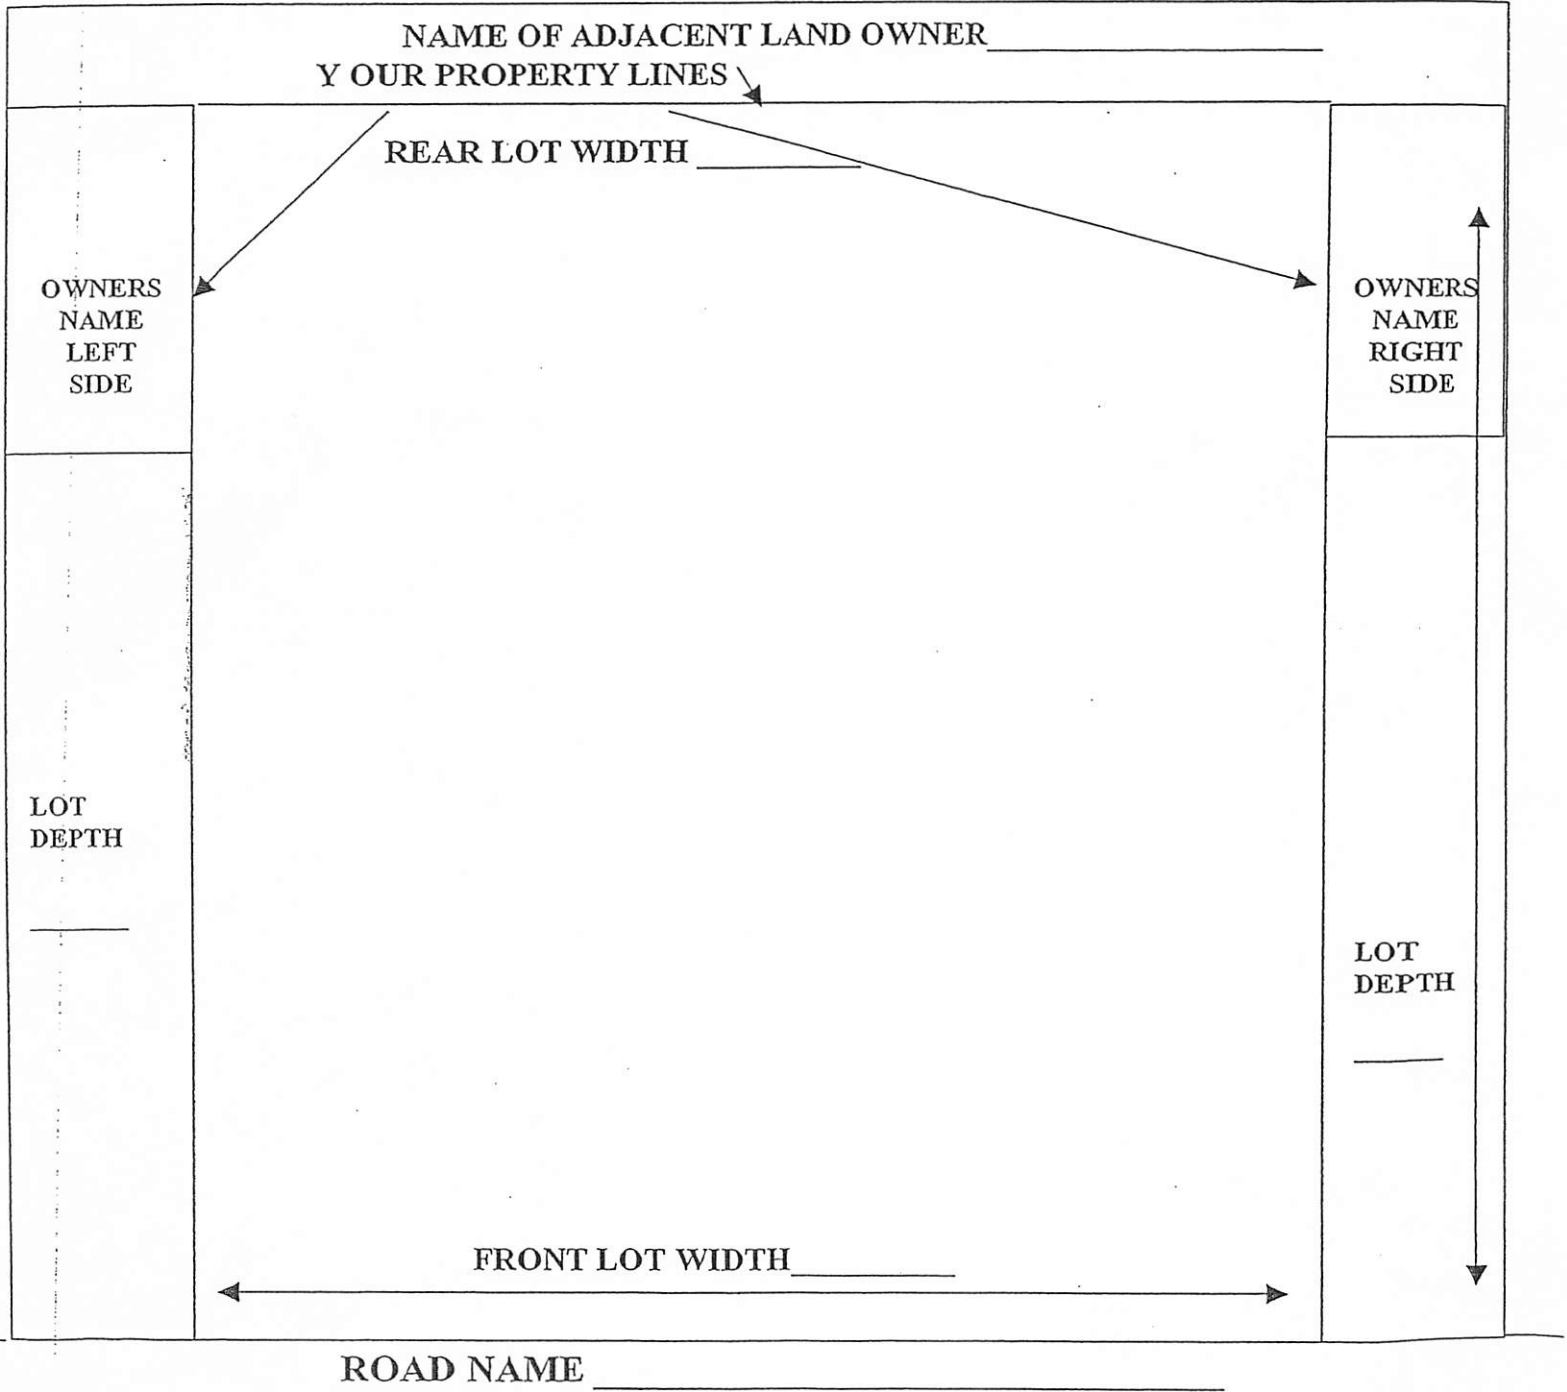 NAME OF ADJACENT LAND OWNER
Y OUR PROPERTY LINES
REAR LOT WIDTH
OWNERS
NAME
LEFT
SIDE
OWNERS
NAME
RIGHT
SIDE
LOT
DEPTH
LOT
DEPTH
FRONT LOT WIDTH
ROAD NAME